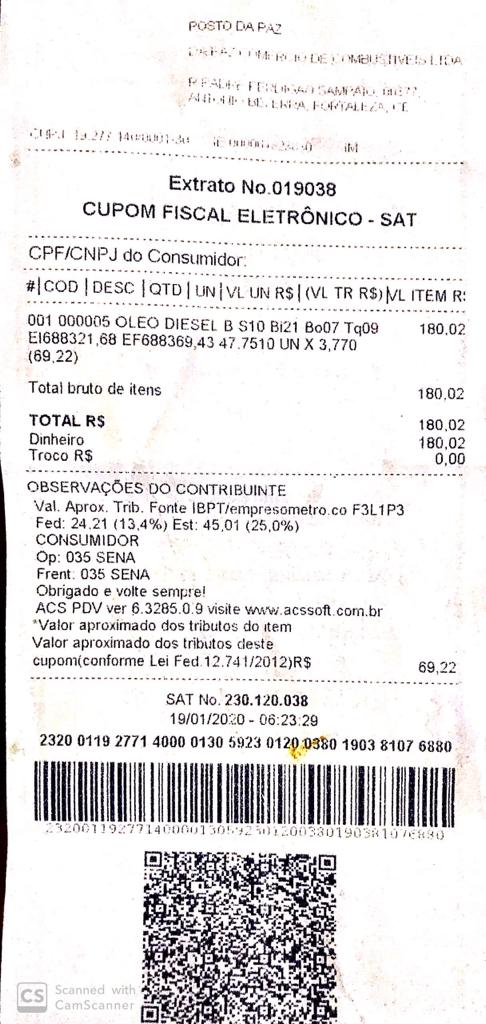 POSTO DA PAZ
COMERCIO DE COMBUSTIVEIS LTDA
SAMPAIO,
ANTONIO BEZERRA, FORTALEZA, CE
IM
Extrato No.019038
CUPOM FISCAL ELETRÔNICO - SAT
CPF/CNPJ do Consumidor:
#|COD | DESC | QTD | UN | VL UN R$ | (VL TR R$)|VL ITEM R$
001 000005 OLEO DIESEL B S10 Bi21 Bo07 Tq09 180,02
EI688321,68 EF688369,43 47.7510 UN X 3,770
(69,22)
Total bruto de itens 180,02
TOTAL R$ 180,02
Dinheiro 180,02
Troco R$ 0,00
OBSERVAÇÕES DO CONTRIBUINTE
Val. Aprox. Trib. Fonte IBPT/empresometro.co F3L1P3
Fed: 24,21 (13,4%) Est: 45,01 (25,0%)
CONSUMIDOR
Op: 035 SENA
Frent: 035 SENA
Obrigado e volte sempre!
ACS PDV ver 6.3285.0.9 visite www.acssoft.com.br
*Valor aproximado dos tributos do item
Valor aproximado dos tributos deste
cupom(conforme Lei Fed.12.741/2012)R$ 69,22
SAT No. 230.120.038
19/01/2020 - 06:23:29
2320 0119 2771 4000 0130 5923 0120 0380 1903 8107 6880
23200119277140000130592301200380190381076880
CS Scanned with
CamScanner